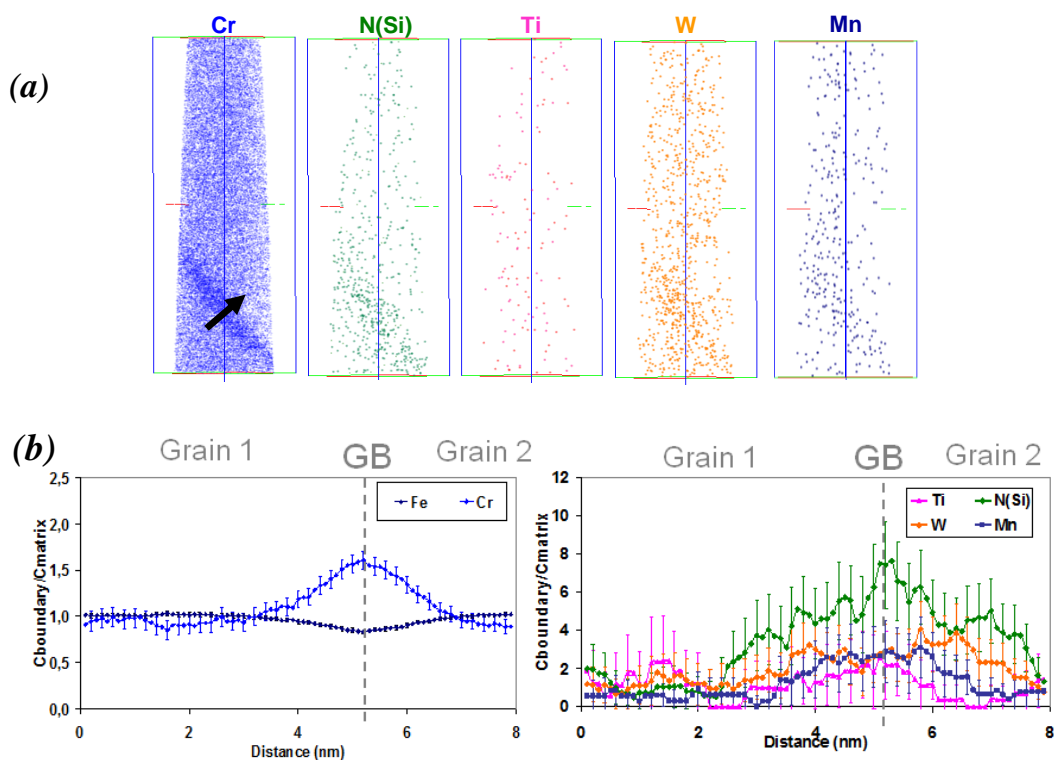 Cr N(Si) Ti W Mn
(a)
(b)
Grain 1 GB Grain 2
2,5
2,0
1,5
1,0
0,5
0,0
Cboundary/Cmatrix
Fe Cr
0 2 4 6 8
Distance (nm)
Grain 1 GB Grain 2
12
10
8
6
4
2
0
Cboundary/Cmatrix
Ti N(Si)
W Mn
0 2 4 6 8
Distance (nm)